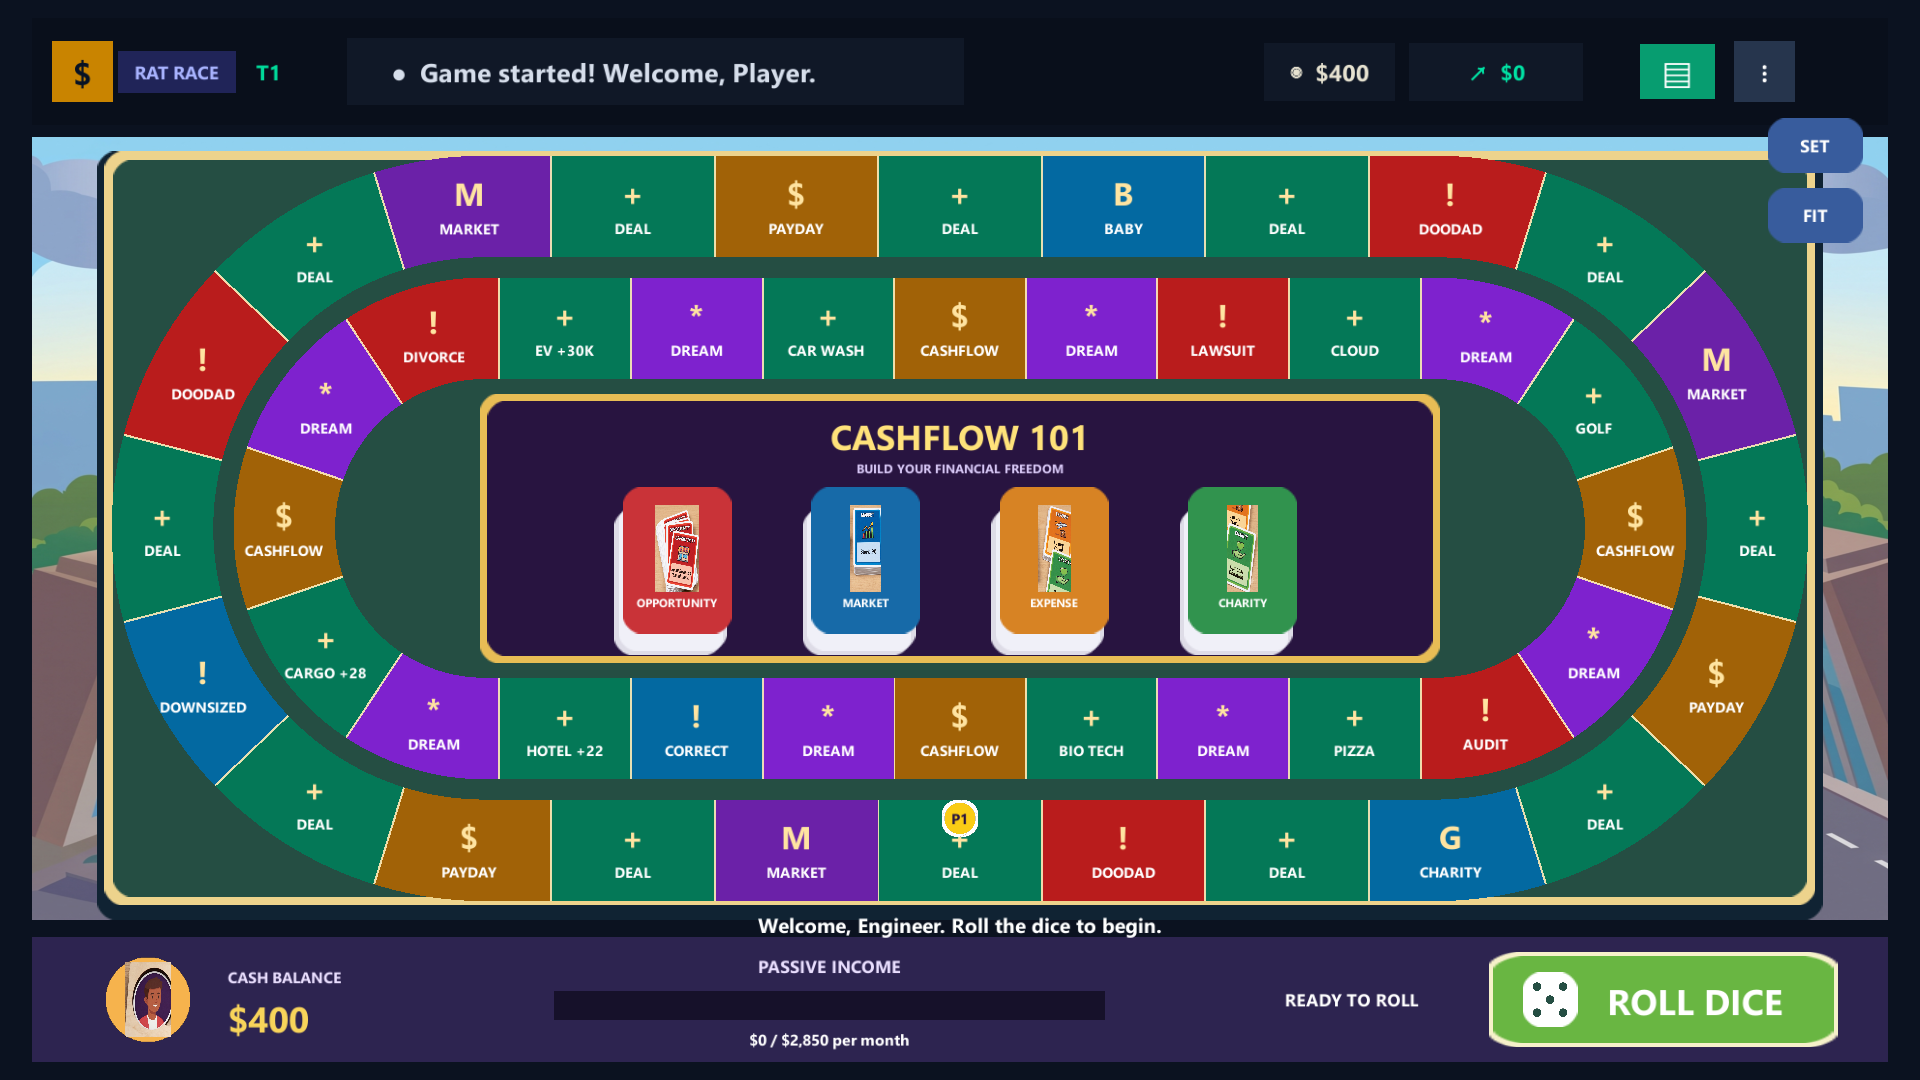 $ RAT RACE T1
● Game started! Welcome, Player.
$400
↗ $0
SET
FIT
M MARKET
+ DEAL
$ PAYDAY
+ DEAL
B BABY
+ DEAL
! DOODAD
+ DEAL
+ DEAL
! DOODAD
M MARKET
! DIVORCE
+ EV +30K
* DREAM
+ CAR WASH
$ CASHFLOW
* DREAM
! LAWSUIT
+ CLOUD
* DREAM
* DREAM
+ GOLF
CASHFLOW 101
BUILD YOUR FINANCIAL FREEDOM
OPPORTUNITY
MARKET
EXPENSE
CHARITY
+ DEAL
$ CASHFLOW
$ CASHFLOW
+ DEAL
! DOWNSIZED
+ CARGO +28
* DREAM
$ PAYDAY
* DREAM
+ HOTEL +22
! CORRECT
* DREAM
$ CASHFLOW
+ BIO TECH
* DREAM
+ PIZZA
! AUDIT
+ DEAL
+ DEAL
$ PAYDAY
+ DEAL
M MARKET
P1
+ DEAL
! DOODAD
+ DEAL
G CHARITY
Welcome, Engineer. Roll the dice to begin.
CASH BALANCE
$400
PASSIVE INCOME
$0 / $2,850 per month
READY TO ROLL
ROLL DICE